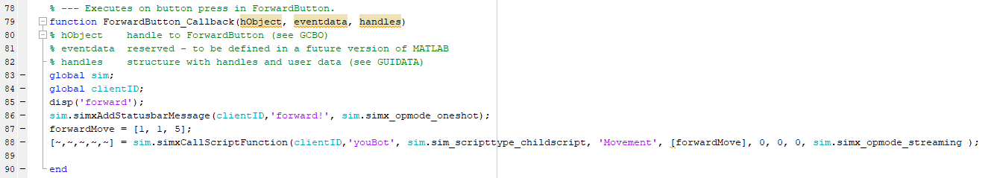 78 % --- Executes on button press in ForwardButton.
79 function ForwardButton_Callback(hObject, eventdata, handles)
80 % hObject    handle to ForwardButton (see GCBO)
81 % eventdata  reserved - to be defined in a future version of MATLAB
82 % handles    structure with handles and user data (see GUIDATA)
83 - global sim;
84 - global clientID;
85 - disp('forward');
86 - sim.simxAddStatusbarMessage(clientID,'forward!', sim.simx_opmode_oneshot);
87 - forwardMove = [1, 1, 5];
88 - [~,~,~,~,~] = sim.simxCallScriptFunction(clientID,'youBot', sim.sim_scripttype_childscript, 'Movement', [forwardMove], 0, 0, 0, sim.simx_opmode_streaming );
89
90 - end